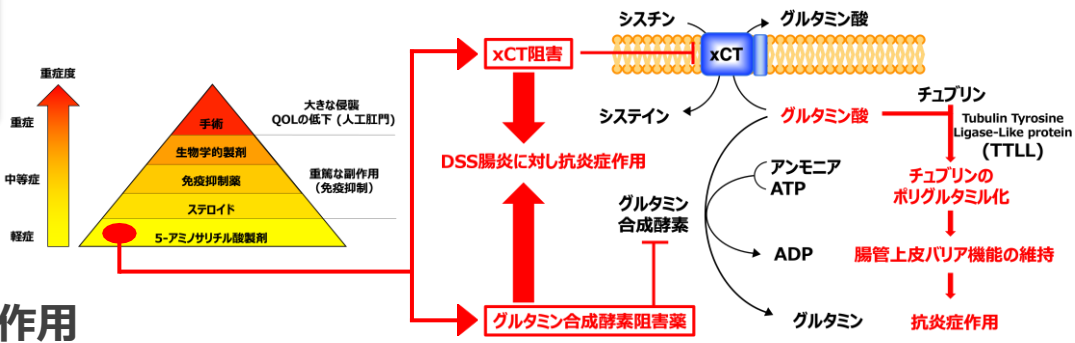 重症度
重症
中等症
軽症
手術
生物学的製剤
免疫抑制薬
ステロイド
5-アミノサリチル酸製剤
大きな侵襲
QOLの低下 (人工肛門)
重篤な副作用
(免疫抑制)
xCT阻害
DSS腸炎に対し抗炎症作用
グルタミン
合成酵素
グルタミン合成酵素阻害薬
シスチン
グルタミン酸
xCT
システイン
グルタミン酸
アンモニア
ATP
ADP
グルタミン
チュブリン
Tubulin Tyrosine
Ligase-Like protein
(TTLL)
チュブリンの
ポリグルタミル化
腸管上皮バリア機能の維持
抗炎症作用
作用